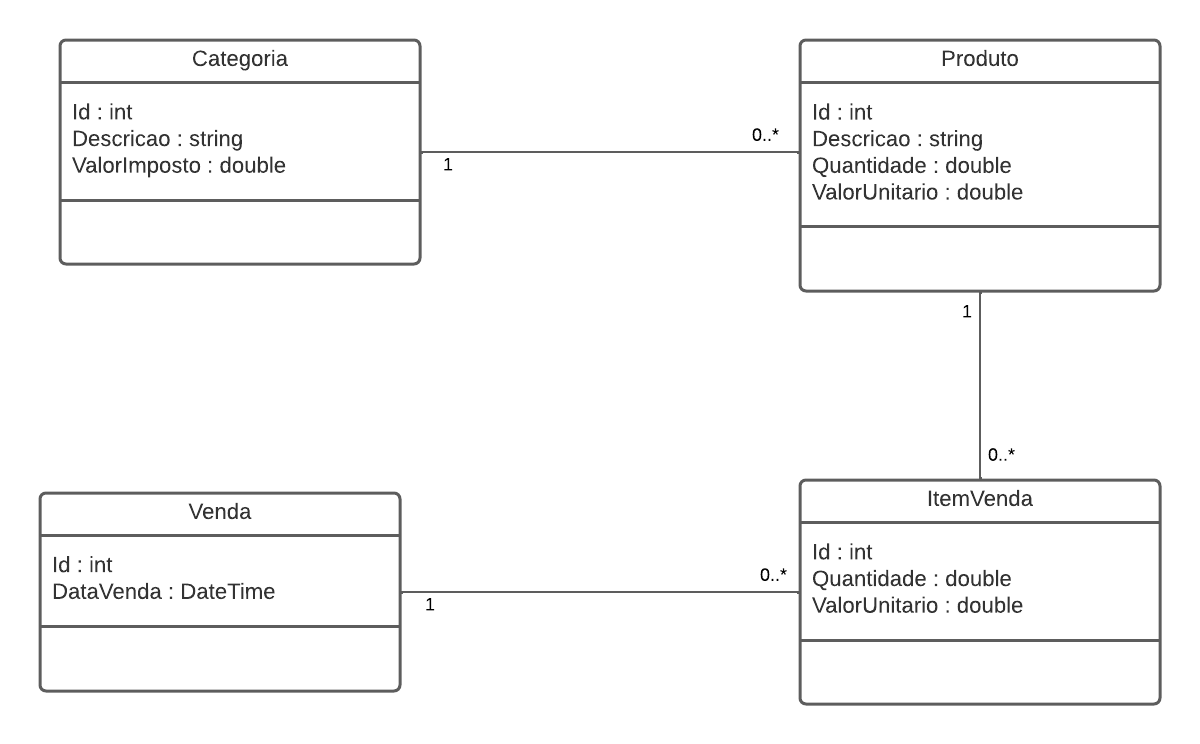 Categoria
Id : int
Descricao : string
ValorImposto : double
1
0..*
Produto
Id : int
Descricao : string
Quantidade : double
ValorUnitario : double
1
0..*
Venda
Id : int
DataVenda : DateTime
1
0..*
ItemVenda
Id : int
Quantidade : double
ValorUnitario : double